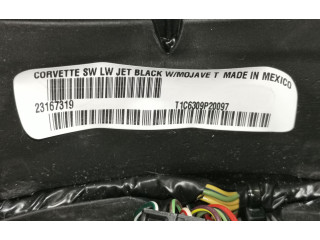 CORVETTE SW LW JET BLACK W/MOJAVE T MADE IN MEXICO
23167319 T1C6309P20097